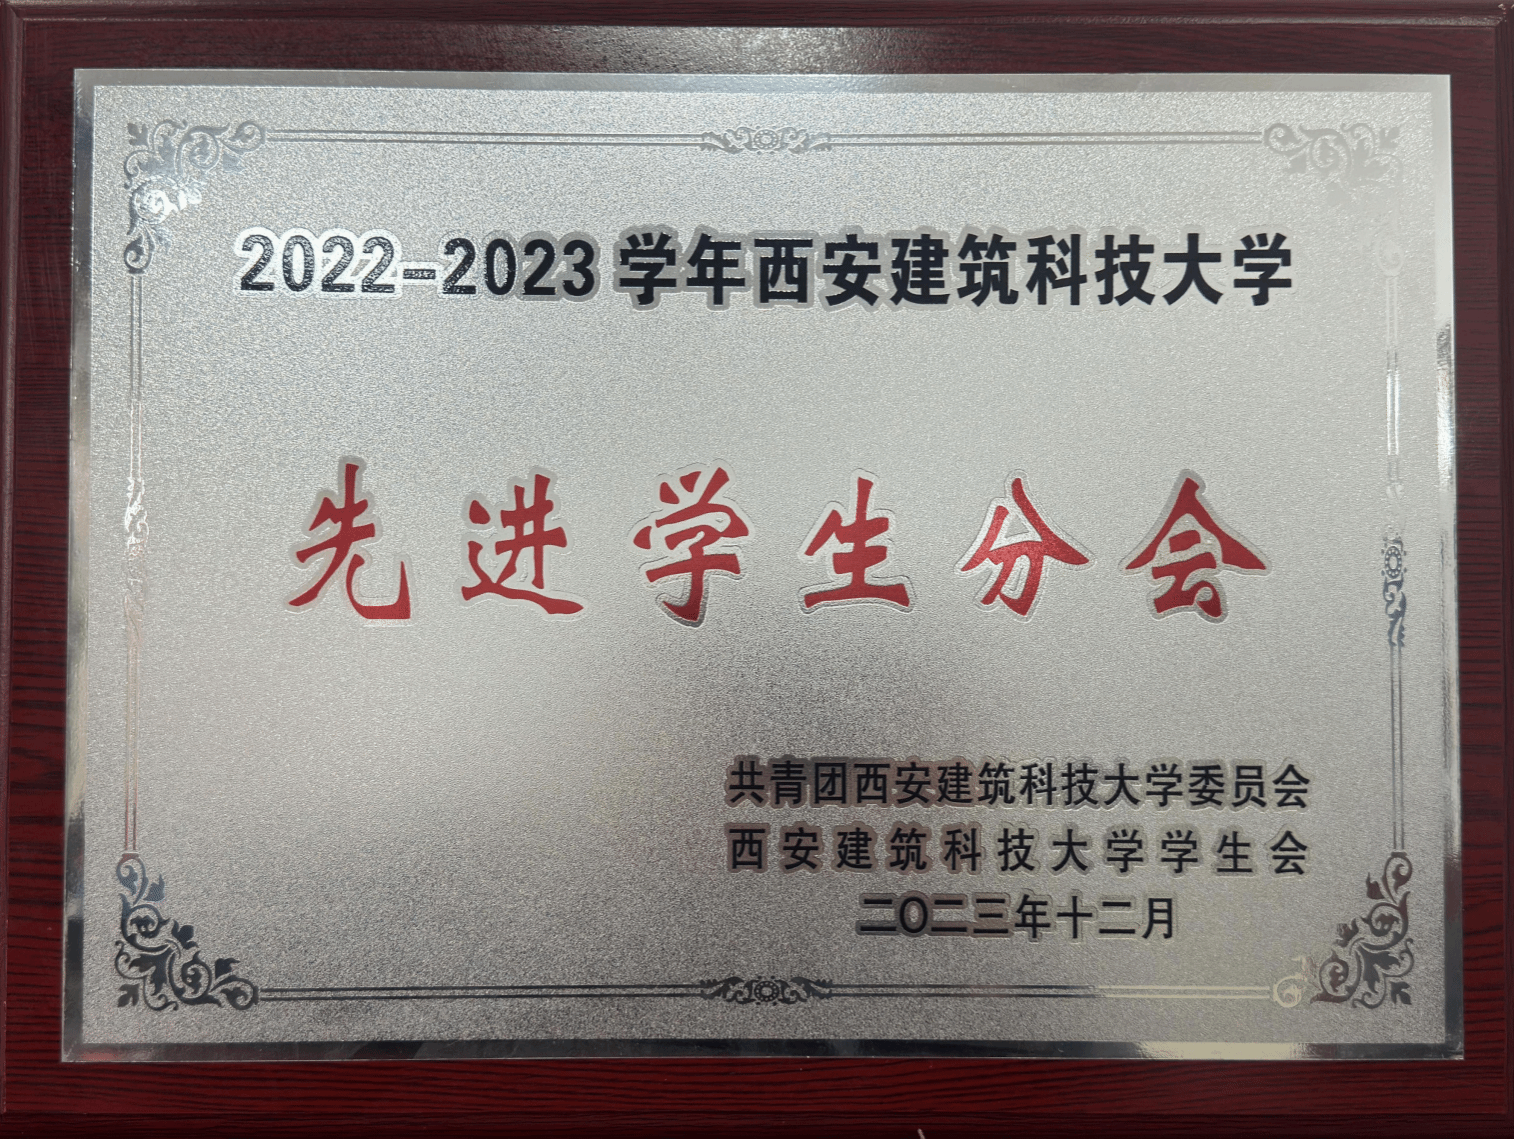 2022-2023学年西安建筑科技大学
先进学生分会
共青团西安建筑科技大学委员会
西安建筑科技大学学生会
二〇二三年十二月